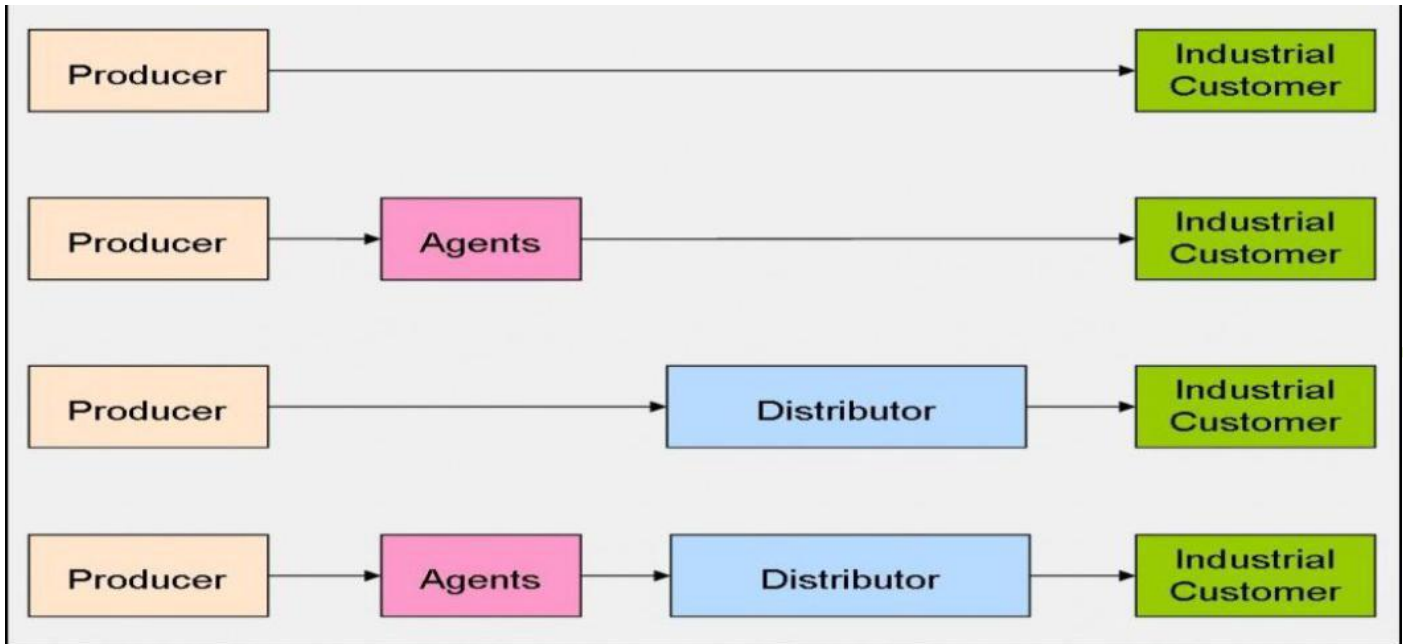 Producer
Industrial
Customer
Producer
Agents
Industrial
Customer
Producer
Distributor
Industrial
Customer
Producer
Agents
Distributor
Industrial
Customer